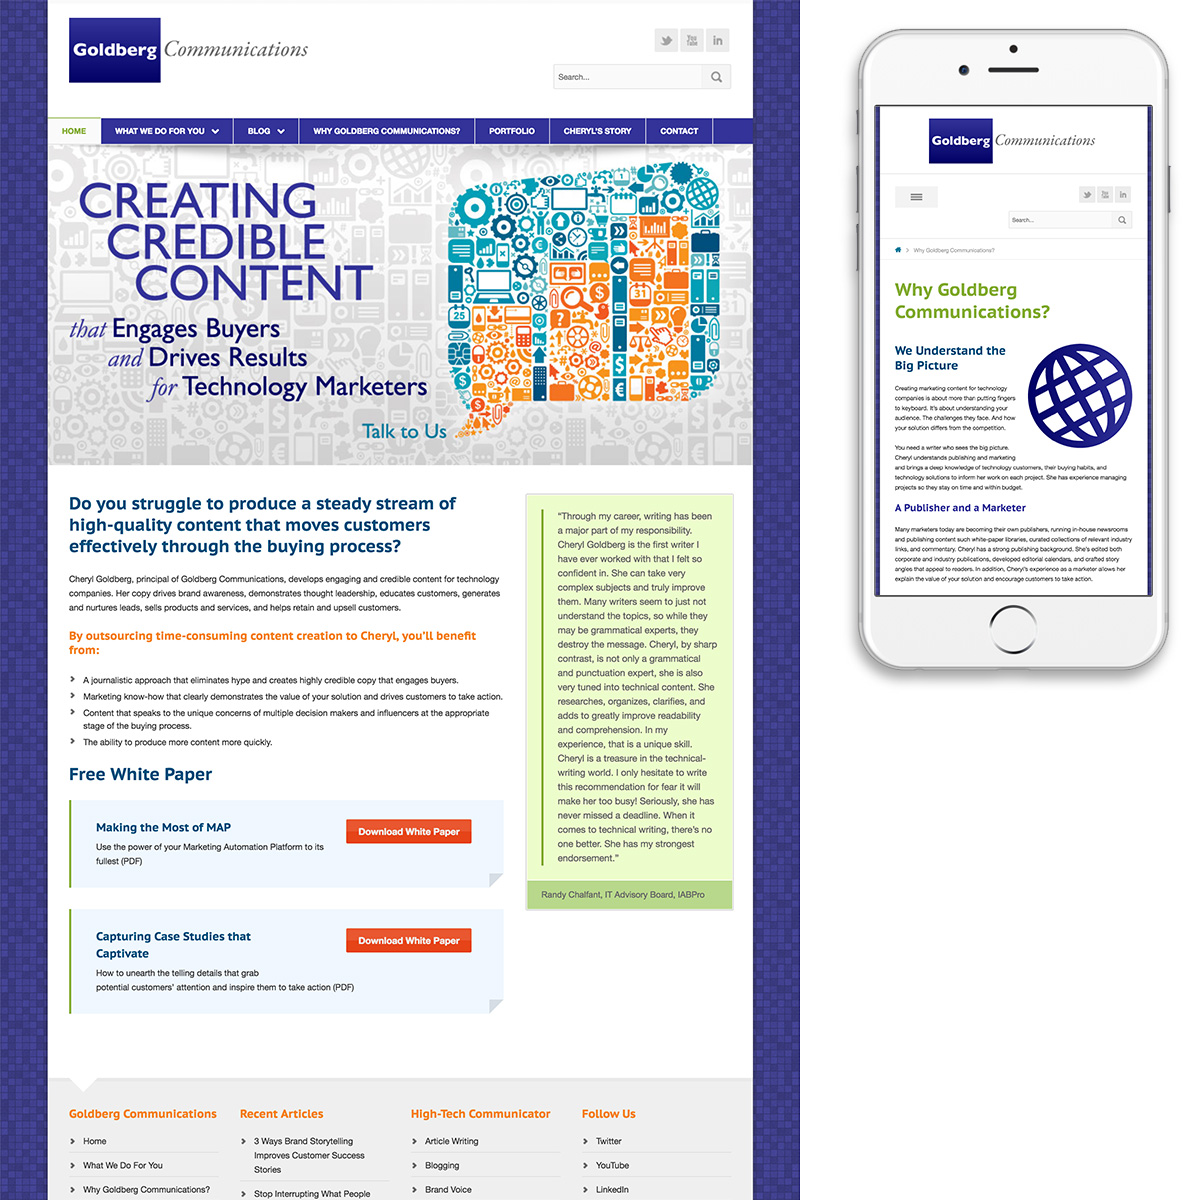 Goldberg Communications
Search...
HOME
WHAT WE DO FOR YOU
BLOG
WHY GOLDBERG COMMUNICATIONS?
PORTFOLIO
CHERYL'S STORY
CONTACT
CREATING
CREDIBLE
CONTENT
that Engages Buyers
and Drives Results
for Technology Marketers
Talk to Us
Do you struggle to produce a steady stream of
high-quality content that moves customers
effectively through the buying process?
Cheryl Goldberg, principal of Goldberg Communications, develops engaging and credible content for technology
companies. Her copy drives brand awareness, demonstrates thought leadership, educates customers, generates
and nurtures leads, sells products and services, and helps retain and upsell customers.
By outsourcing time-consuming content creation to Cheryl, you'll benefit
from:
A journalistic approach that eliminates hype and creates highly credible copy that engages buyers.
Marketing know-how that clearly demonstrates the value of your solution and drives customers to take action.
Content that speaks to the unique concerns of multiple decision makers and influencers at the appropriate
stage of the buying process.
The ability to produce more content more quickly.
Free White Paper
Making the Most of MAP
Use the power of your Marketing Automation Platform to its
fullest (PDF)
Download White Paper
Capturing Case Studies that
Captivate
How to unearth the telling details that grab
potential customers' attention and inspire them to take action (PDF)
Download White Paper
"Through my career, writing has been
a major part of my responsibility.
Cheryl Goldberg is the first writer I
have ever worked with that I felt so
confident in. She can take very
complex subjects and truly improve
them. Many writers seem to just not
understand the topics, so while they
may be grammatical experts, they
destroy the message. Cheryl, by sharp
contrast, is not only a grammatical
and punctuation expert, she is also
very tuned into technical content. She
researches, organizes, clarifies, and
adds to greatly improve readability
and comprehension. In my
experience, that is a unique skill.
Cheryl is a treasure in the technical-
writing world. I only hesitate to write
this recommendation for fear it will
make her too busy! Seriously, she has
never missed a deadline. When it
comes to technical writing, there's no
one better. She has my strongest
endorsement."
Randy Chalfant, IT Advisory Board, IABPro
Goldberg Communications
Home
What We Do For You
Why Goldberg Communications?
Recent Articles
3 Ways Brand Storytelling
Improves Customer Success
Stories
Stop Interrupting What People
High-Tech Communicator
Article Writing
Blogging
Brand Voice
Follow Us
Twitter
YouTube
LinkedIn
Goldberg Communications
Search...
Why Goldberg Communications?
Why Goldberg
Communications?
We Understand the
Big Picture
Creating marketing content for technology
companies is about more than putting fingers
to keyboard. It's about understanding your
audience. The challenges they face. And how
your solution differs from the competition.
You need a writer who sees the big picture.
Cheryl understands publishing and marketing
and brings a deep knowledge of technology customers, their buying habits, and
technology solutions to inform her work on each project. She has experience managing
projects so they stay on time and within budget.
A Publisher and a Marketer
Many marketers today are becoming their own publishers, running in-house newsrooms
and publishing content such white-paper libraries, curated collections of relevant industry
links, and commentary. Cheryl has a strong publishing background. She's edited both
corporate and industry publications, developed editorial calendars, and crafted story
angles that appeal to readers. In addition, Cheryl's experience as a marketer allows her
explain the value of your solution and encourage customers to take action.